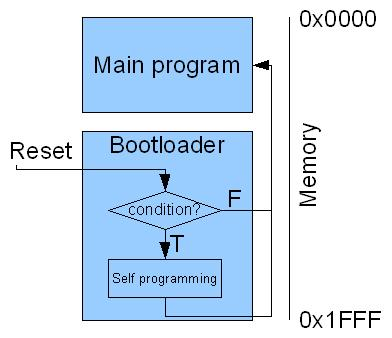 0x0000
Main program
Memory
Bootloader
Reset
condition?
F
T
Self programming
0x1FFF